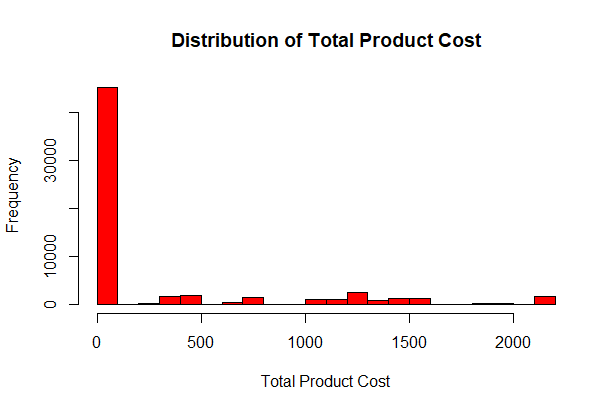 Distribution of Total Product Cost
Frequency
30000
10000
0
0 500 1000 1500 2000
Total Product Cost